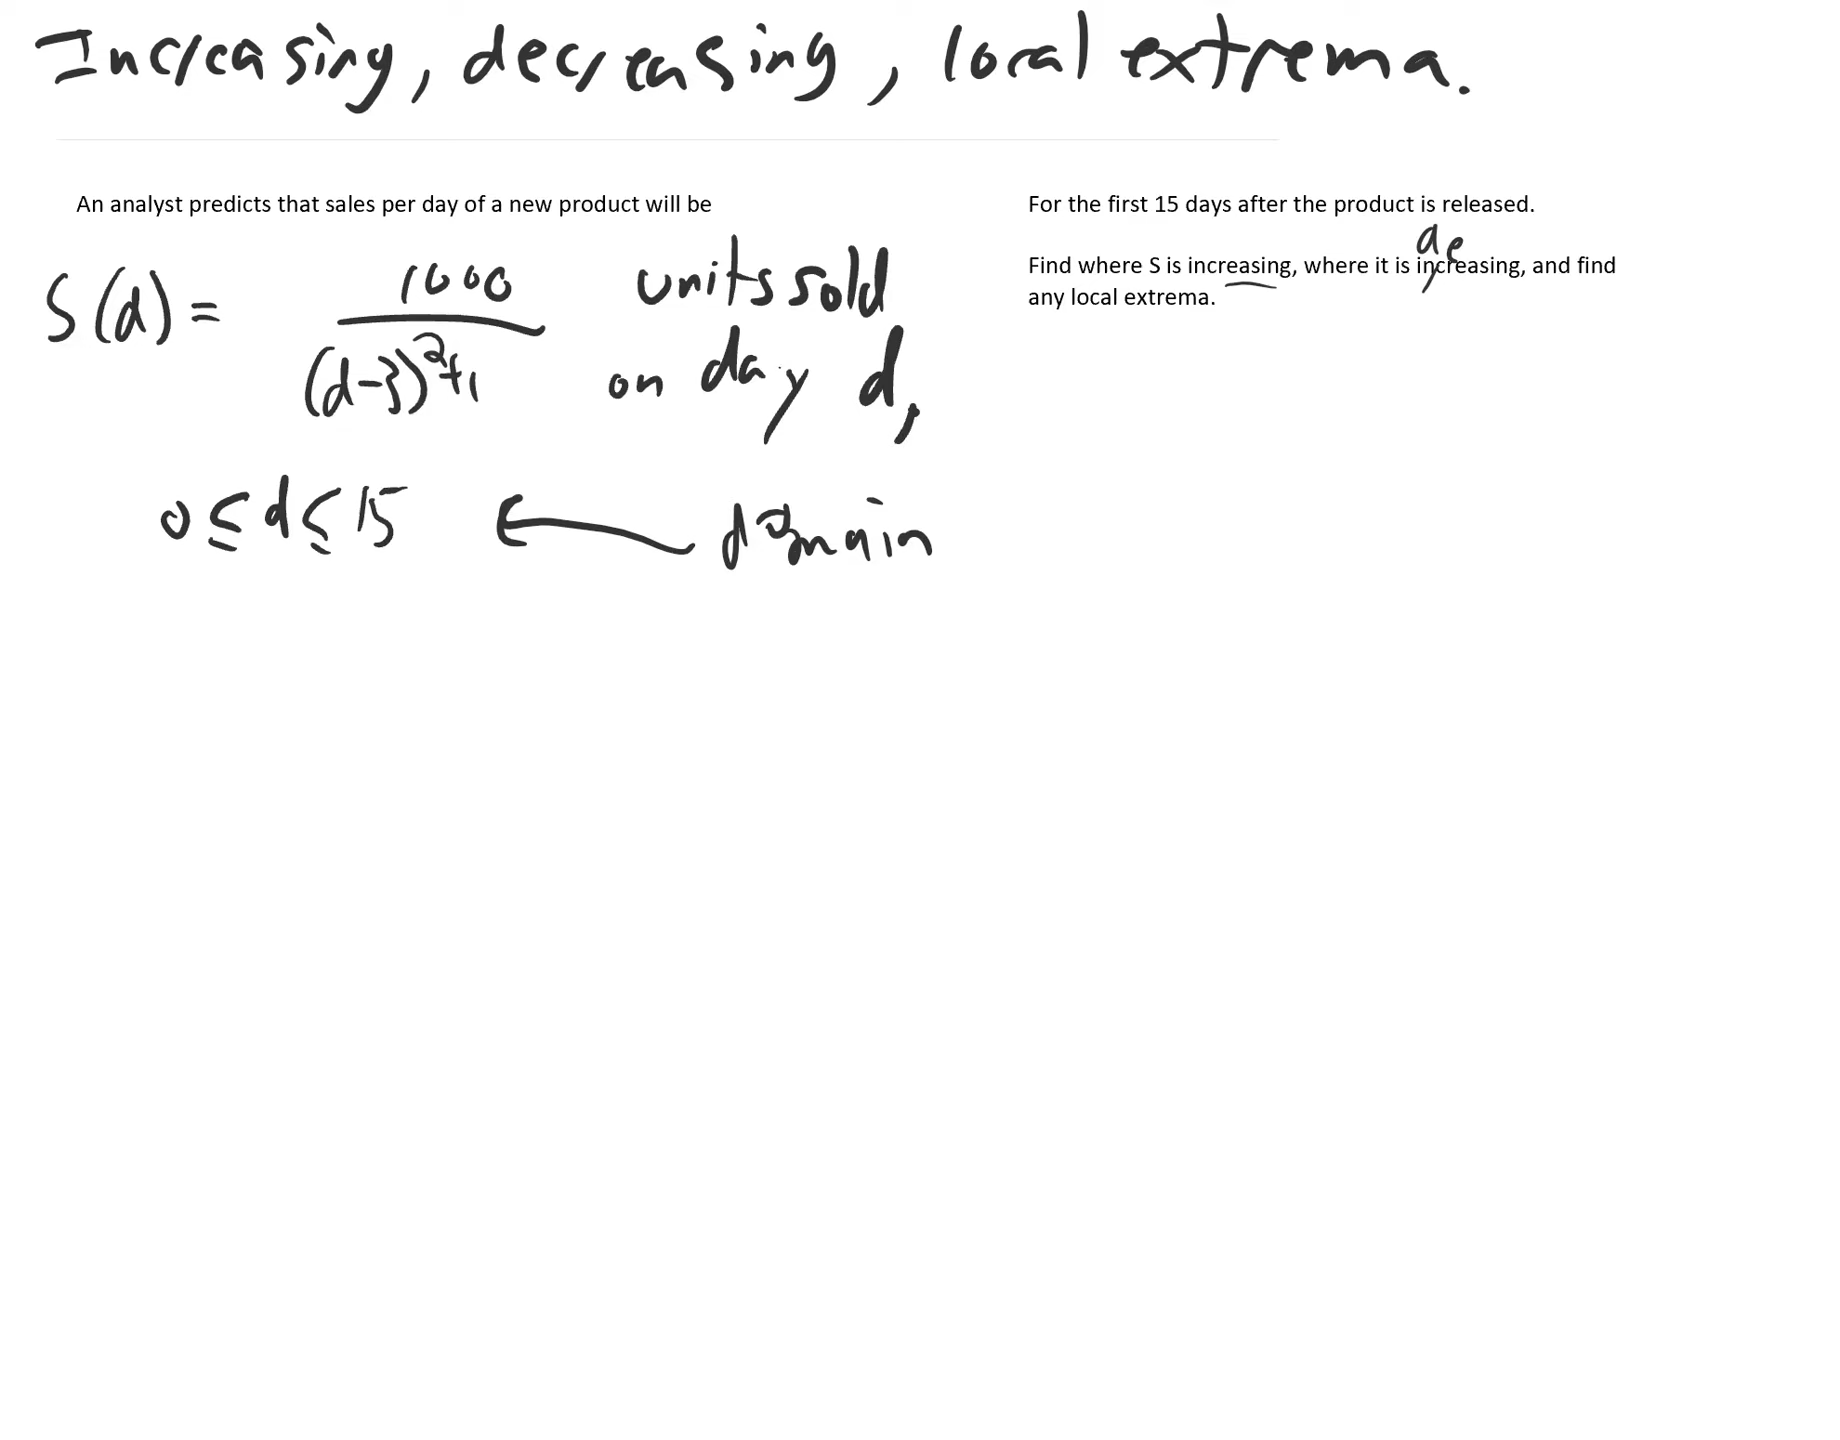 Increasing, decreasing, local extrema.
An analyst predicts that sales per day of a new product will be
S(d) = 1000 / ((d-3)²+1) units sold
on day d,
0 ≤ d ≤ 15 ← domain
For the first 15 days after the product is released.
de
Find where S is increasing, where it is increasing, and find
any local extrema.